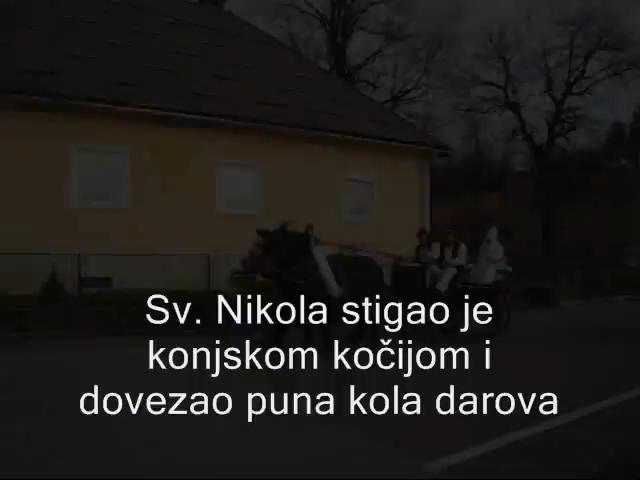 Sv. Nikola stigao je
konjskom kočijom i
dovezao puna kola darova